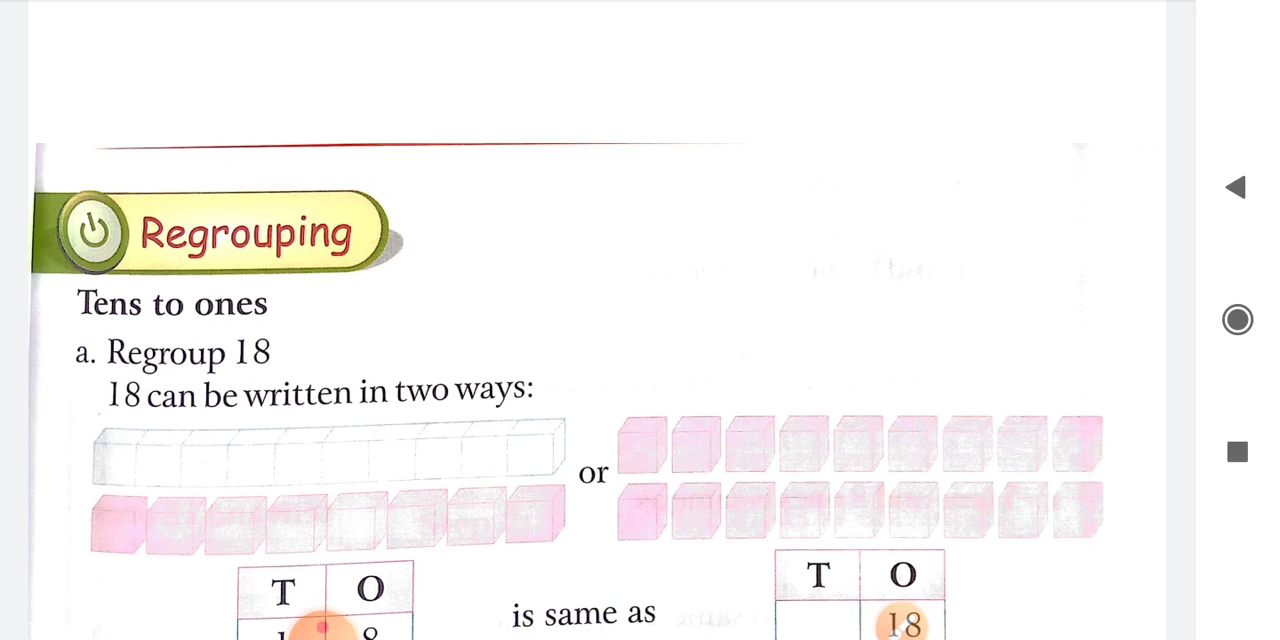 Regrouping
Tens to ones
a. Regroup 18
18 can be written in two ways:
or
T O
T O
is same as
18